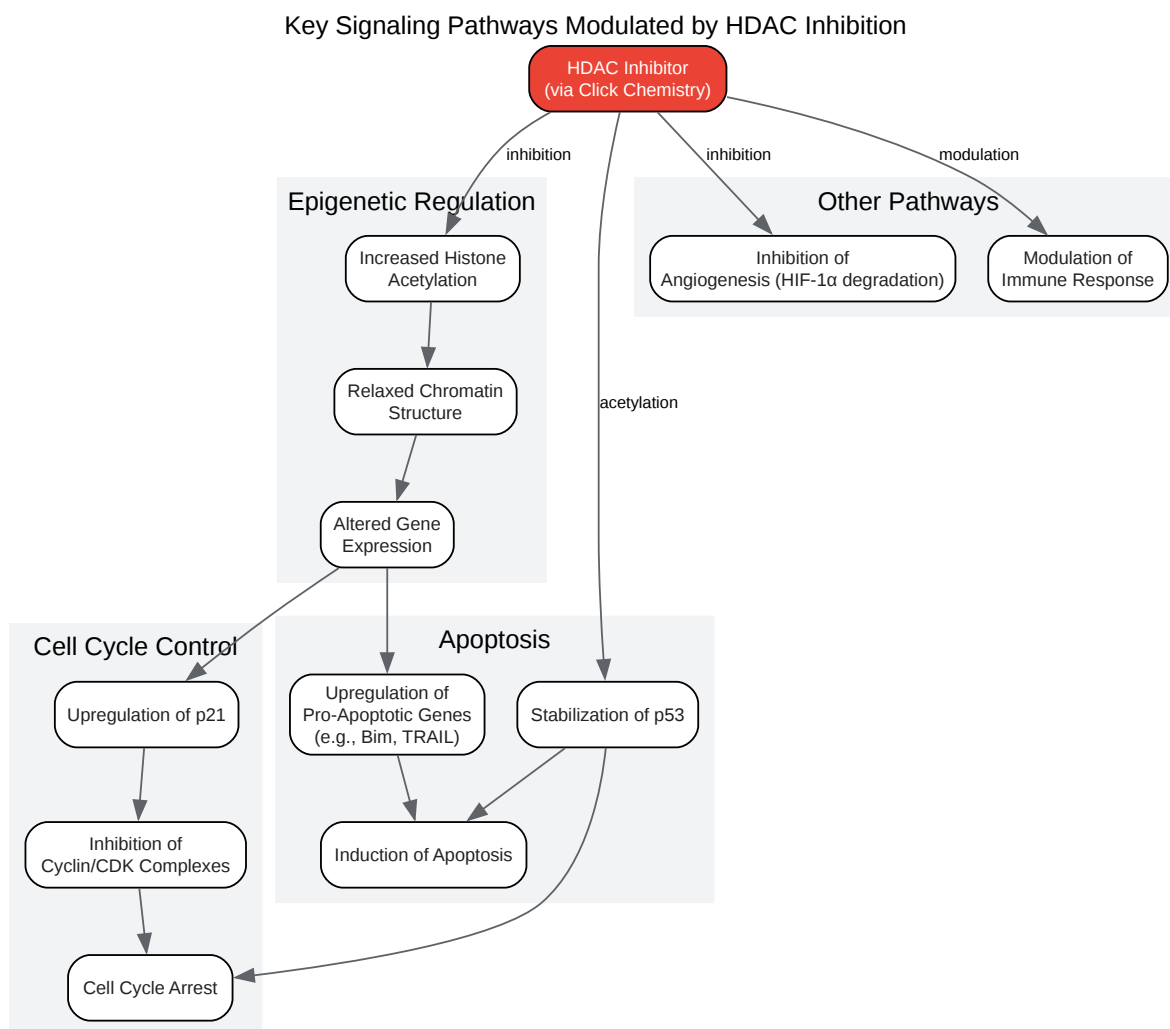 Key Signaling Pathways Modulated by HDAC Inhibition
HDAC Inhibitor
(via Click Chemistry)
inhibition
inhibition
modulation
Epigenetic Regulation
Other Pathways
Increased Histone
Acetylation
Inhibition of
Angiogenesis (HIF-1α degradation)
Modulation of
Immune Response
Relaxed Chromatin
Structure
acetylation
Altered Gene
Expression
Cell Cycle Control
Apoptosis
Upregulation of p21
Upregulation of
Pro-Apoptotic Genes
(e.g., Bim, TRAIL)
Stabilization of p53
Inhibition of
Cyclin/CDK Complexes
Induction of Apoptosis
Cell Cycle Arrest